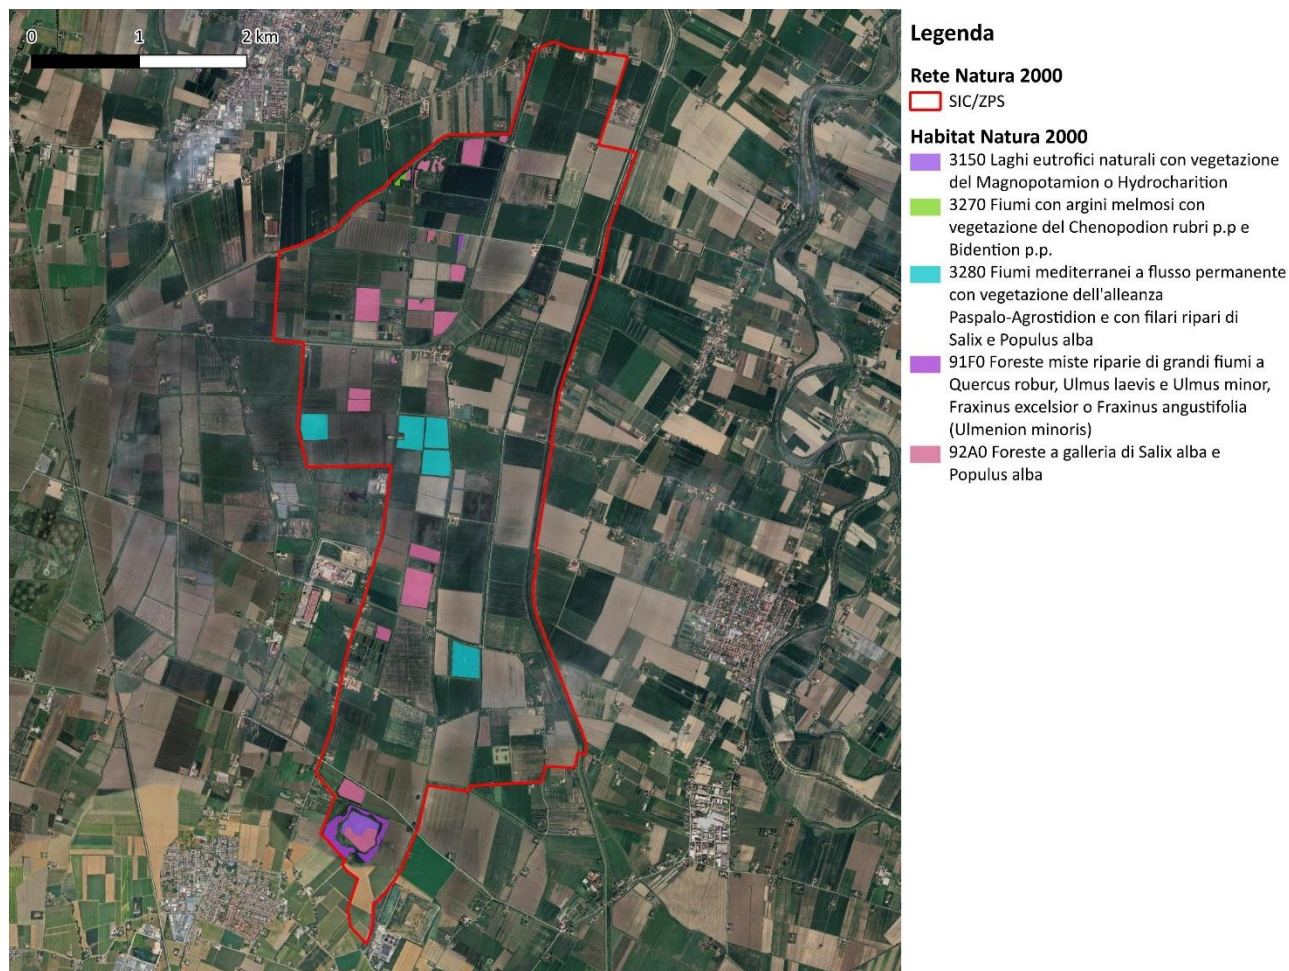 0 1 2 km
Legenda
Rete Natura 2000
SIC/ZPS
Habitat Natura 2000
3150 Laghi eutrofici naturali con vegetazione
del Magnopotamion o Hydrocharition
3270 Fiumi con argini melmosi con
vegetazione del Chenopodion rubri p.p e
Bidention p.p.
3280 Fiumi mediterranei a flusso permanente
con vegetazione dell'alleanza
Paspalo-Agrostidion e con filari ripari di
Salix e Populus alba
91F0 Foreste miste riparie di grandi fiumi a
Quercus robur, Ulmus laevis e Ulmus minor,
Fraxinus excelsior o Fraxinus angustifolia
(Ulmenion minoris)
92A0 Foreste a galleria di Salix alba e
Populus alba